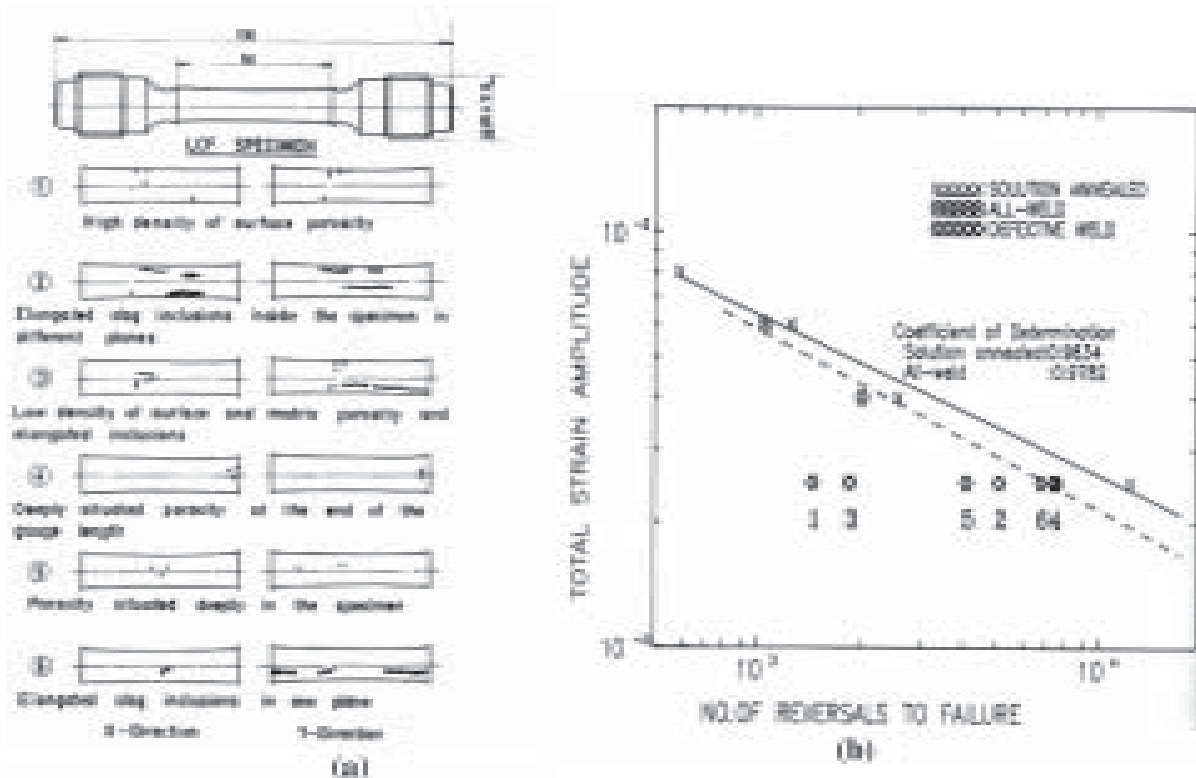 LCF SPECIMEN
①
High density of surface porosity
②
Elongated slag inclusions inside the specimen in
different planes
③
Low density of surface and matrix porosity and
elongated inclusions
④
Deeply situated porosity at the end of the
gauge length
⑤
Porosity situated deeply in the specimen
⑥
Elongated slag inclusions in one plane
X-Direction Y-Direction
(a)
TOTAL STRAIN AMPLITUDE
SOLUTION ANNEALED
ALL-WELD
DEFECTIVE WELD
Coefficient of Determination
Solution annealed
All-weld
1 3 5 2 6 4
NO.OF REVERSALS TO FAILURE
(b)